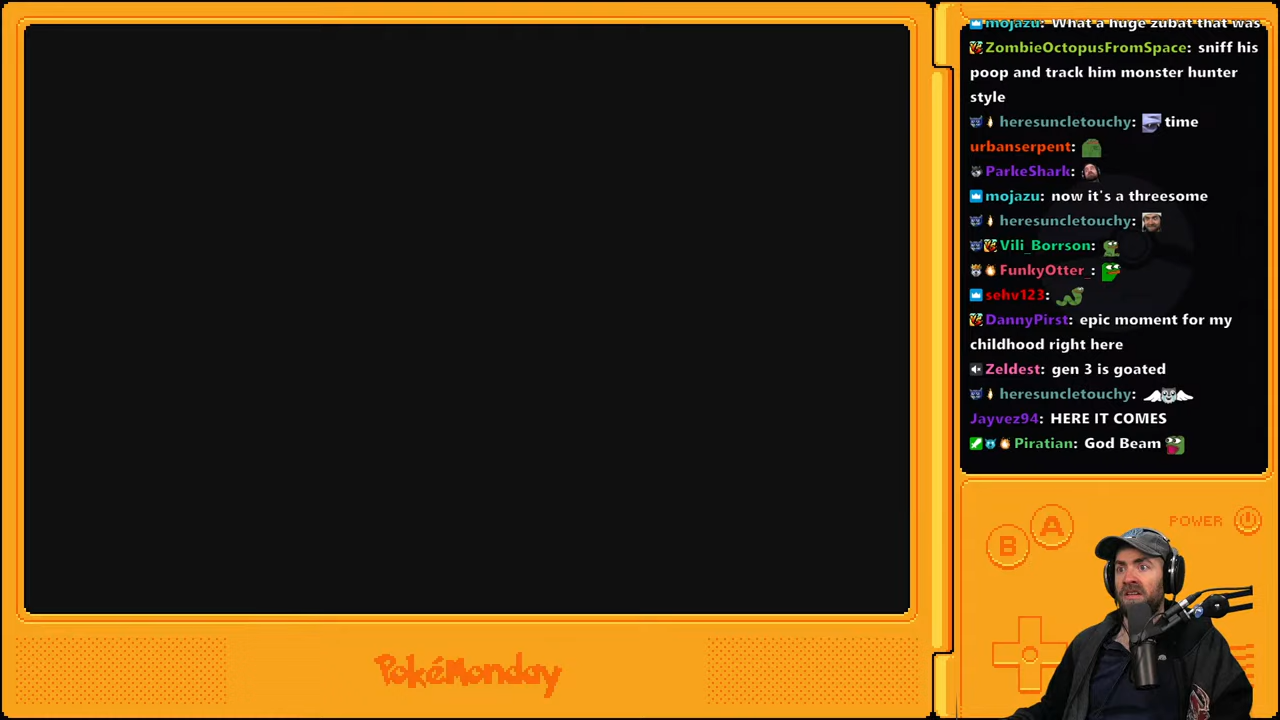 mojazu: What a huge zubat that was
ZombieOctopusFromSpace: sniff his
poop and track him monster hunter
style
heresuncletouchy: time
urbanserpent:
ParkeShark:
mojazu: now it's a threesome
heresuncletouchy:
Vili_Borrson:
FunkyOtter_:
sehv123:
DannyPirst: epic moment for my
childhood right here
Zeldest: gen 3 is goated
heresuncletouchy:
Jayvez94: HERE IT COMES
Piratian: God Beam
POWER
A
B
PokéMonday